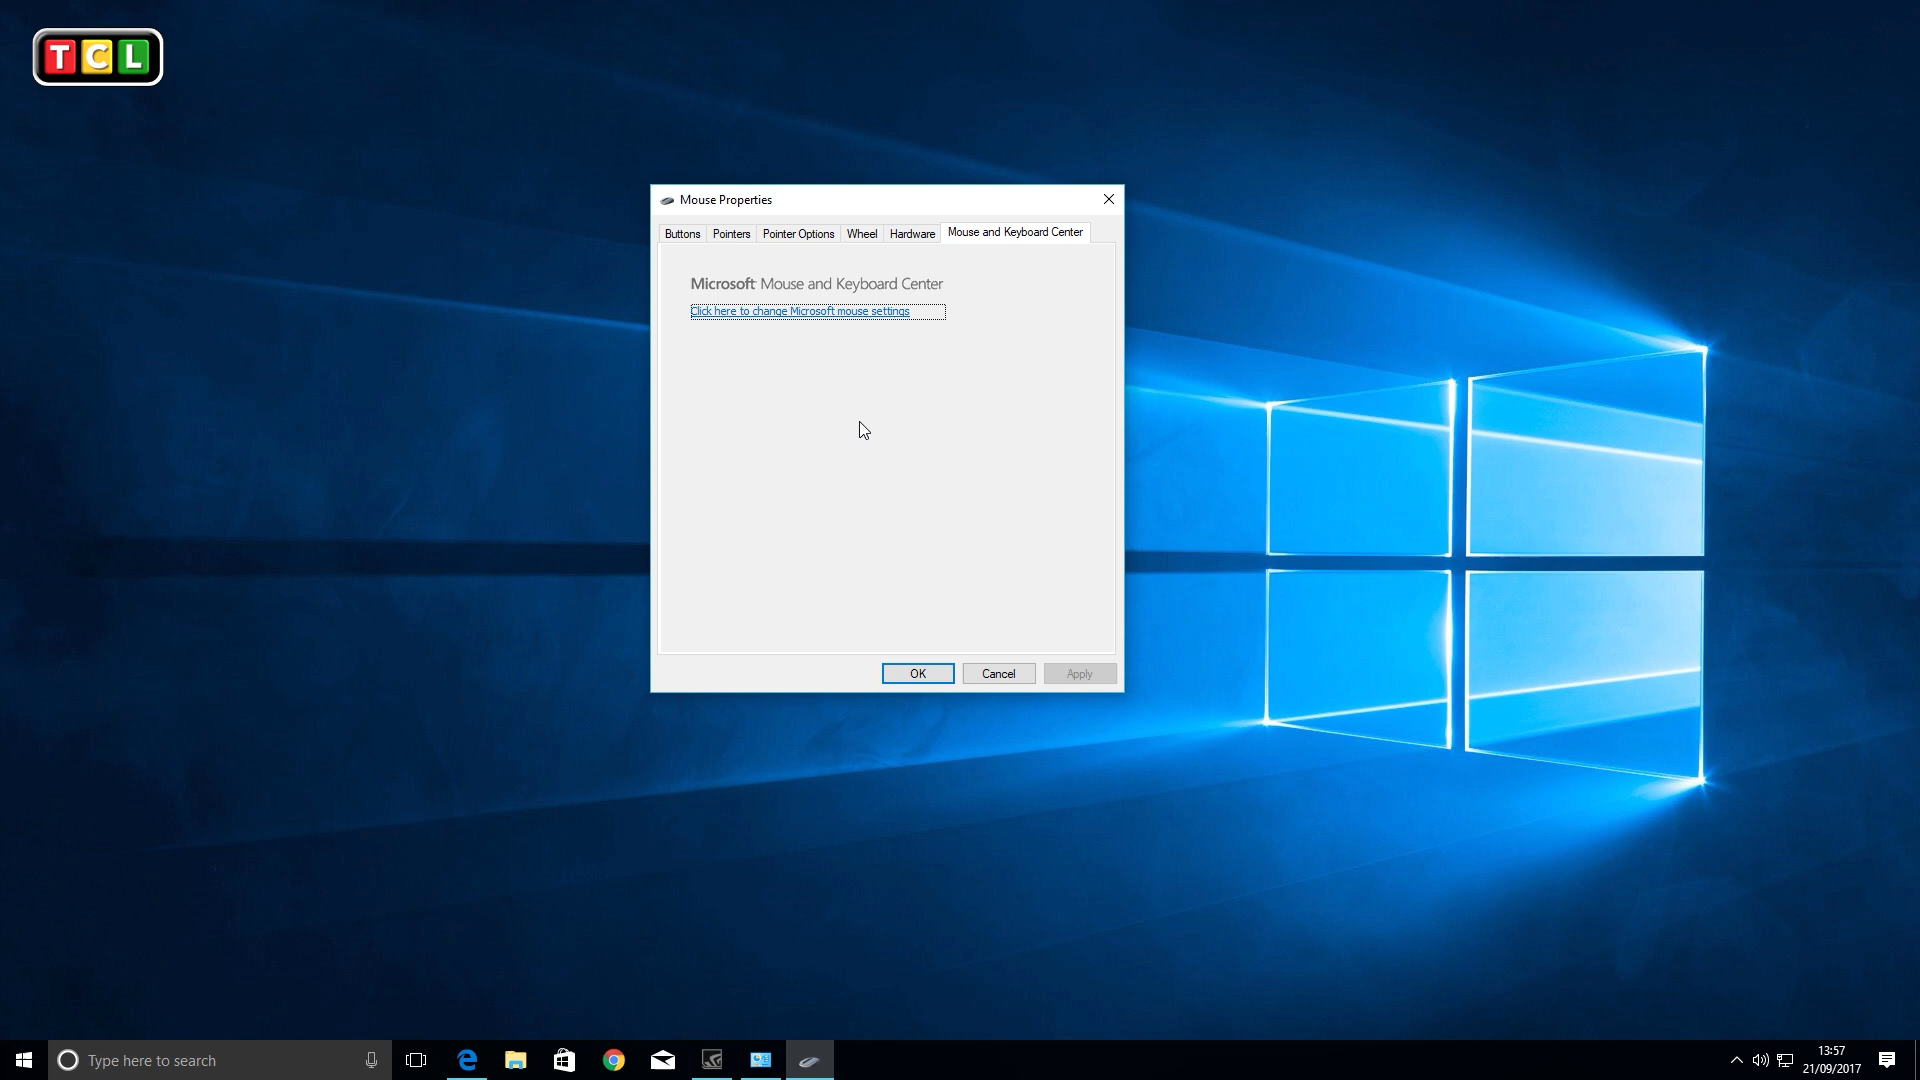 TCL
Mouse Properties
Buttons Pointers Pointer Options Wheel Hardware Mouse and Keyboard Center
Microsoft Mouse and Keyboard Center
Click here to change Microsoft mouse settings
OK Cancel Apply
Type here to search
13:57
21/09/2017